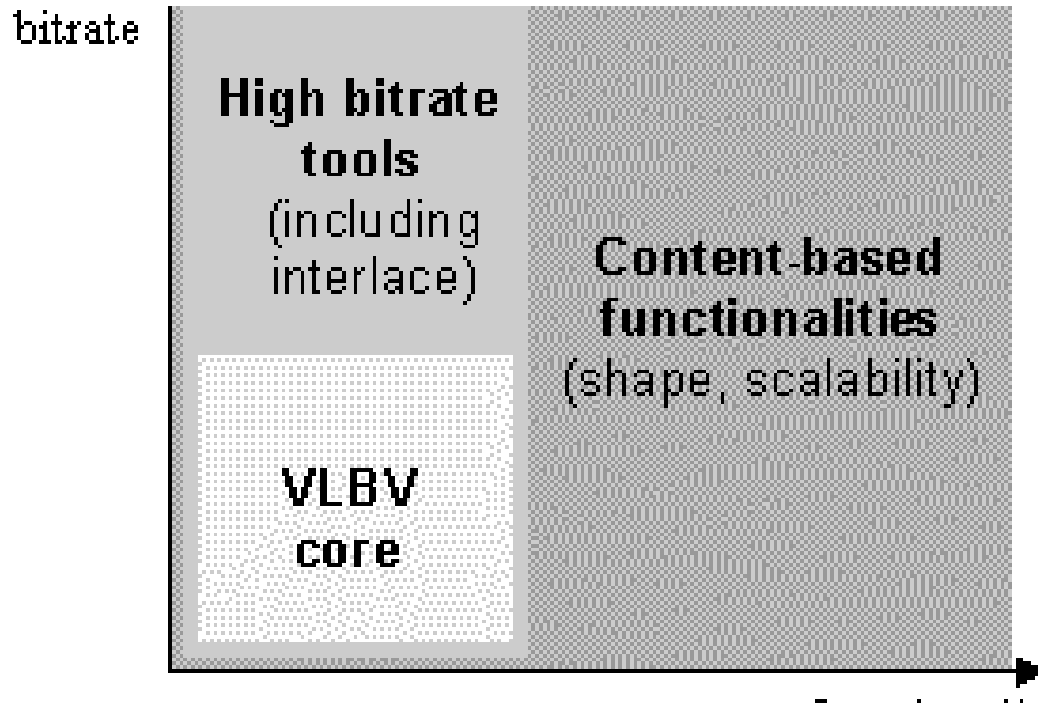 bitrate
High bitrate
tools
(including
interlace)
Content-based
functionalities
(shape, scalability)
VLBV
core